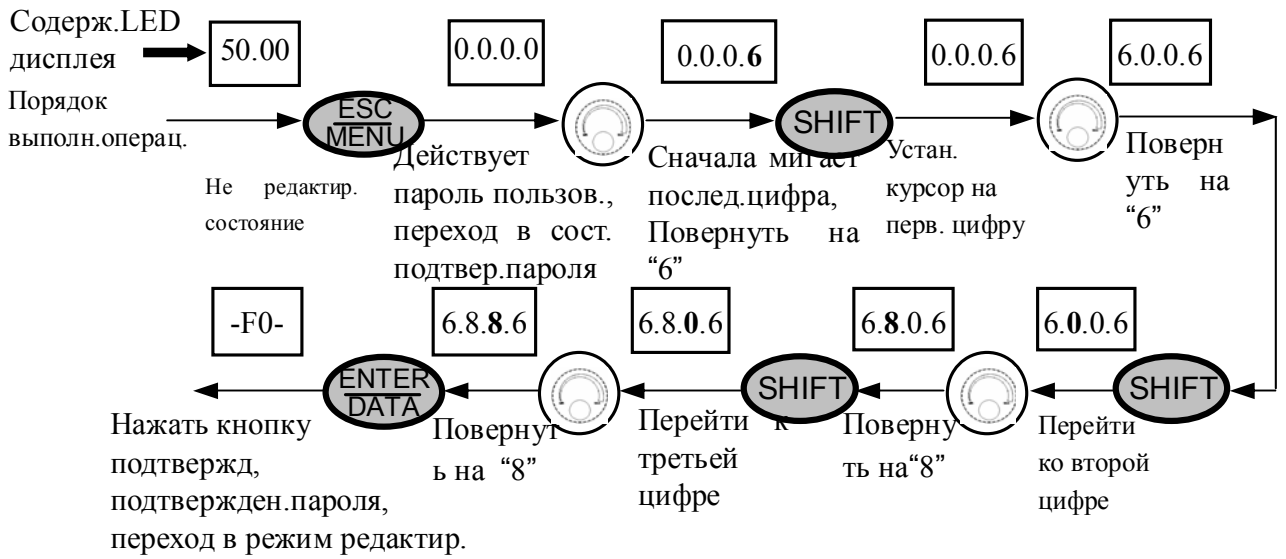 Содерж.LED
дисплея
50.00
0.0.0.0
0.0.0.6
0.0.0.6
6.0.0.6
Порядок
выполн.операц.
ESC
MENU
SHIFT
Не редактир.
состояние
Действует
пароль пользов.,
переход в сост.
подтвер.пароля
Сначала мигает
послед.цифра,
Повернуть на
“6”
Устан.
курсор на
перв. цифру
Поверн
уть на
“6”
-F0-
6.8.8.6
6.8.0.6
6.8.0.6
6.0.0.6
ENTER
DATA
SHIFT
SHIFT
Нажать кнопку
подтвержд,
подтвержден.пароля,
переход в режим редактир.
Повернут
ь на “8”
Перейти к
третьей
цифре
Поверну
ть на“8”
Перейти
ко второй
цифре